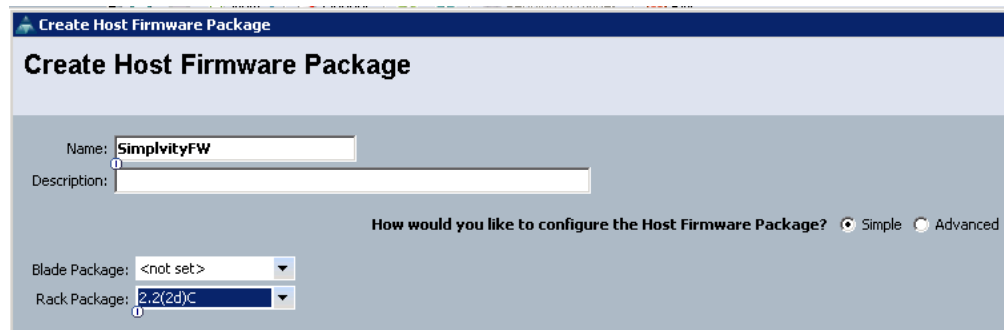 Create Host Firmware Package
Create Host Firmware Package
Name: SimplvityFW
Description:
How would you like to configure the Host Firmware Package? Simple Advanced
Blade Package: <not set>
Rack Package: 2.2(2d)C